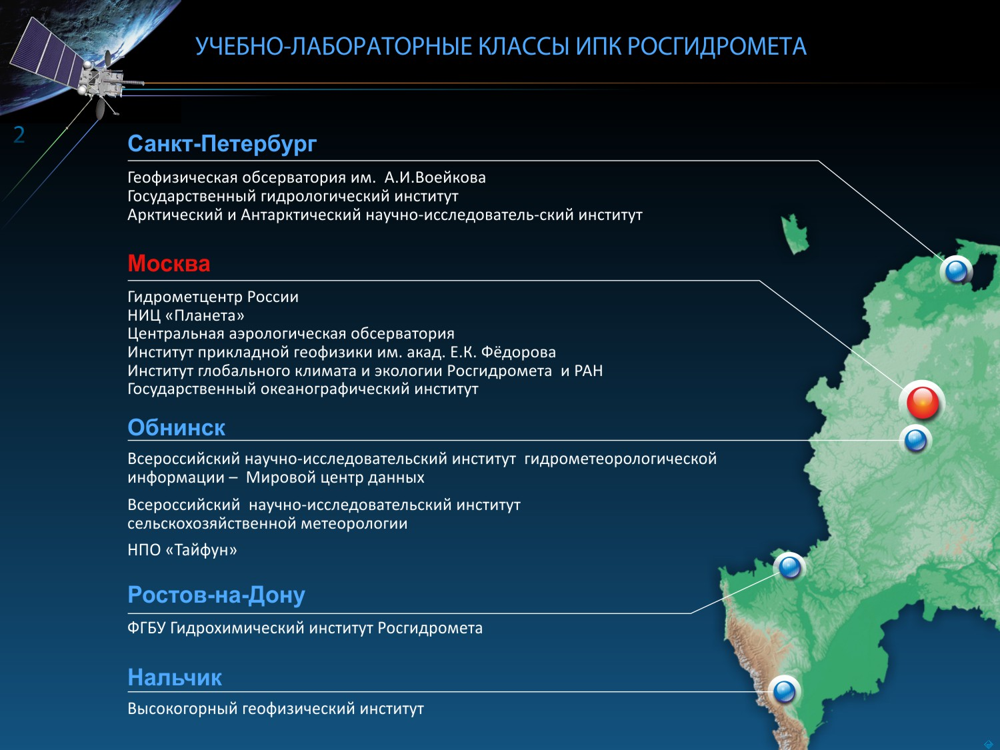 УЧЕБНО-ЛАБОРАТОРНЫЕ КЛАССЫ ИПК РОСГИДРОМЕТА
2
Санкт-Петербург
Геофизическая обсерватория им. А.И.Воейкова
Государственный гидрологический институт
Арктический и Антарктический научно-исследователь-ский институт
Москва
Гидрометцентр России
НИЦ «Планета»
Центральная аэрологическая обсерватория
Институт прикладной геофизики им. акад. Е.К. Фёдорова
Институт глобального климата и экологии Росгидромета и РАН
Государственный океанографический институт
Обнинск
Всероссийский научно-исследовательский институт гидрометеорологической
информации – Мировой центр данных
Всероссийский научно-исследовательский институт
сельскохозяйственной метеорологии
НПО «Тайфун»
Ростов-на-Дону
ФГБУ Гидрохимический институт Росгидромета
Нальчик
Высокогорный геофизический институт